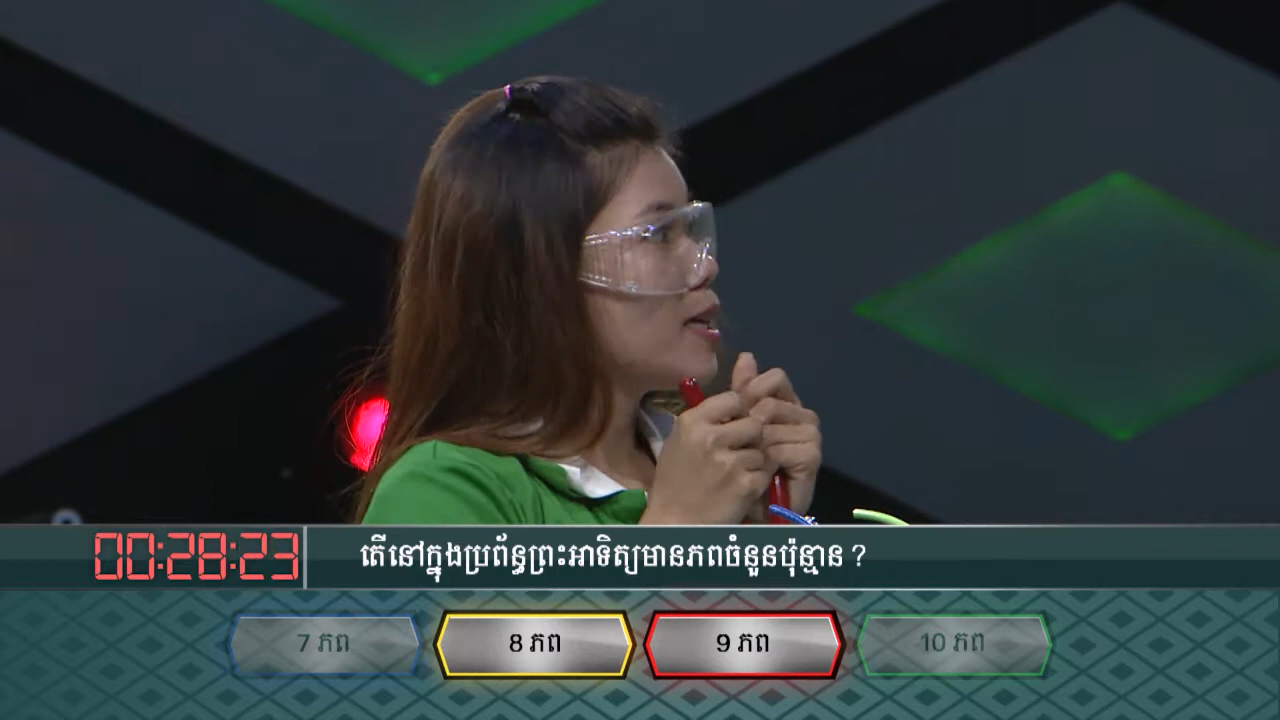 00:28:23
តើនៅក្នុងប្រព័ន្ធព្រះអាទិត្យមានភពចំនួនប៉ុន្មាន ?
7 ភព
8 ភព
9 ភព
10 ភព